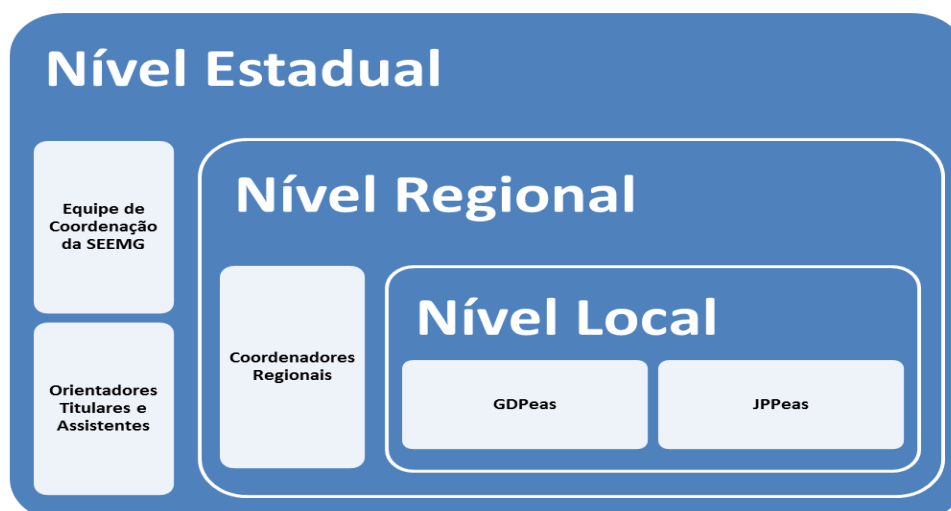 Nível Estadual
Equipe de
Coordenação
da SEEMG
Orientadores
Titulares e
Assistentes
Nível Regional
Coordenadores
Regionais
Nível Local
GDPeas
JPPeas